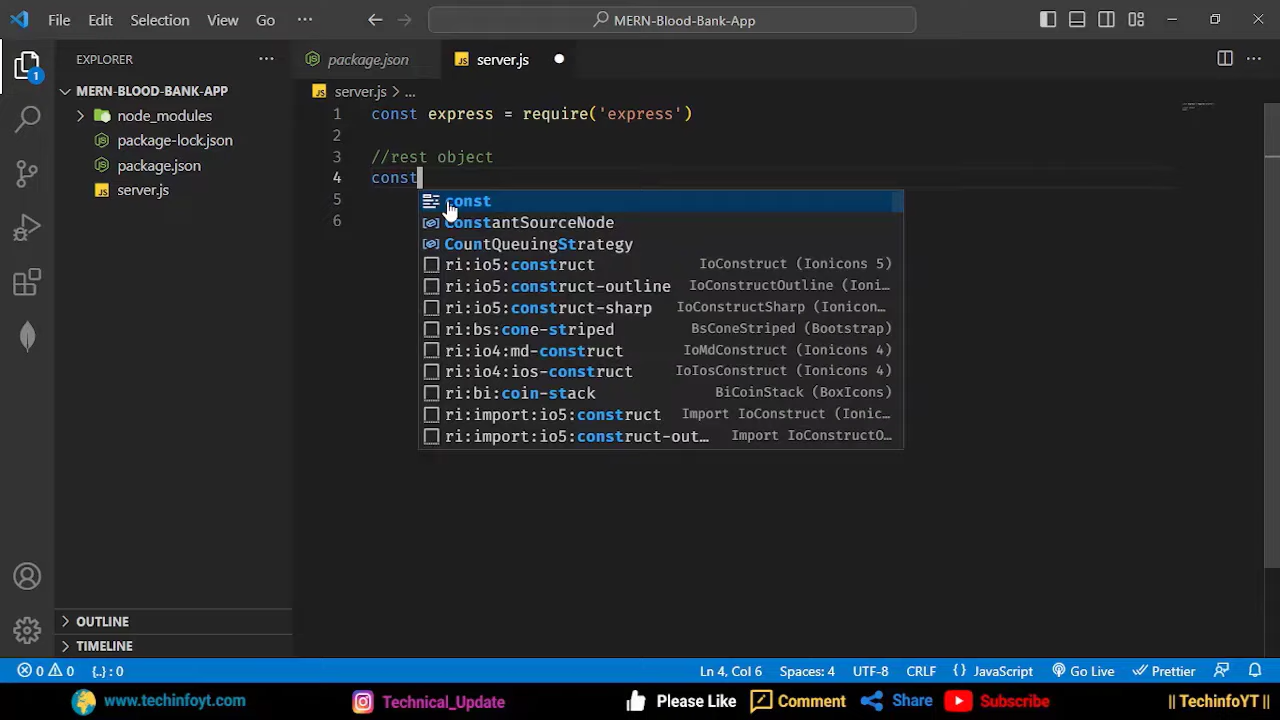 File Edit Selection View Go ··· MERN-Blood-Bank-App
EXPLORER ···
MERN-BLOOD-BANK-APP
node_modules
package-lock.json
package.json
server.js
1
package.json
server.js
server.js > ...
1 const express = require('express')
2
3 //rest object
4 const
5
6
const
ConstantSourceNode
CountQueuingStrategy
ri:io5:construct IoConstruct (Ionicons 5)
ri:io5:construct-outline IoConstructOutline (Ioni…
ri:io5:construct-sharp IoConstructSharp (Ionicon…
ri:bs:cone-striped BsConeStriped (Bootstrap)
ri:io4:md-construct IoMdConstruct (Ionicons 4)
ri:io4:ios-construct IoIosConstruct (Ionicons 4)
ri:bi:coin-stack BiCoinStack (BoxIcons)
ri:import:io5:construct Import IoConstruct (Ionic…
ri:import:io5:construct-out… Import IoConstructO…
OUTLINE
TIMELINE
0 0 {..} : 0 Ln 4, Col 6 Spaces: 4 UTF-8 CRLF {} JavaScript Go Live Prettier
www.techinfoyt.com Technical_Update Please Like Comment Share Subscribe || TechinfoYT ||